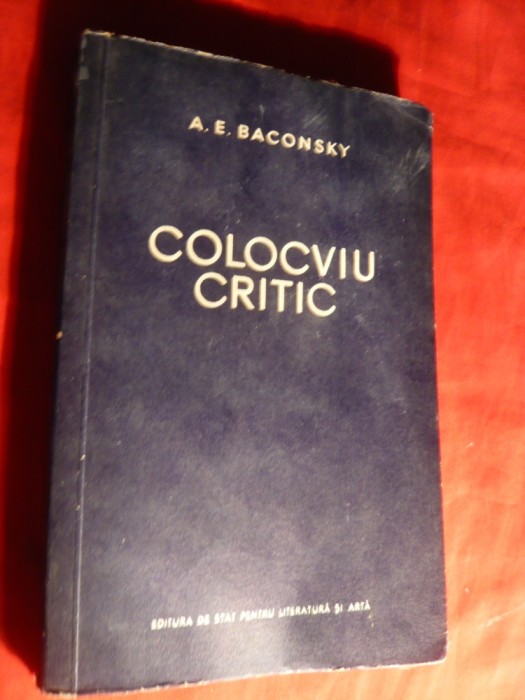 A. E. BACONSKY
COLOCVIU
CRITIC
EDITURA DE STAT PENTRU LITERATURĂ ȘI ARTĂ